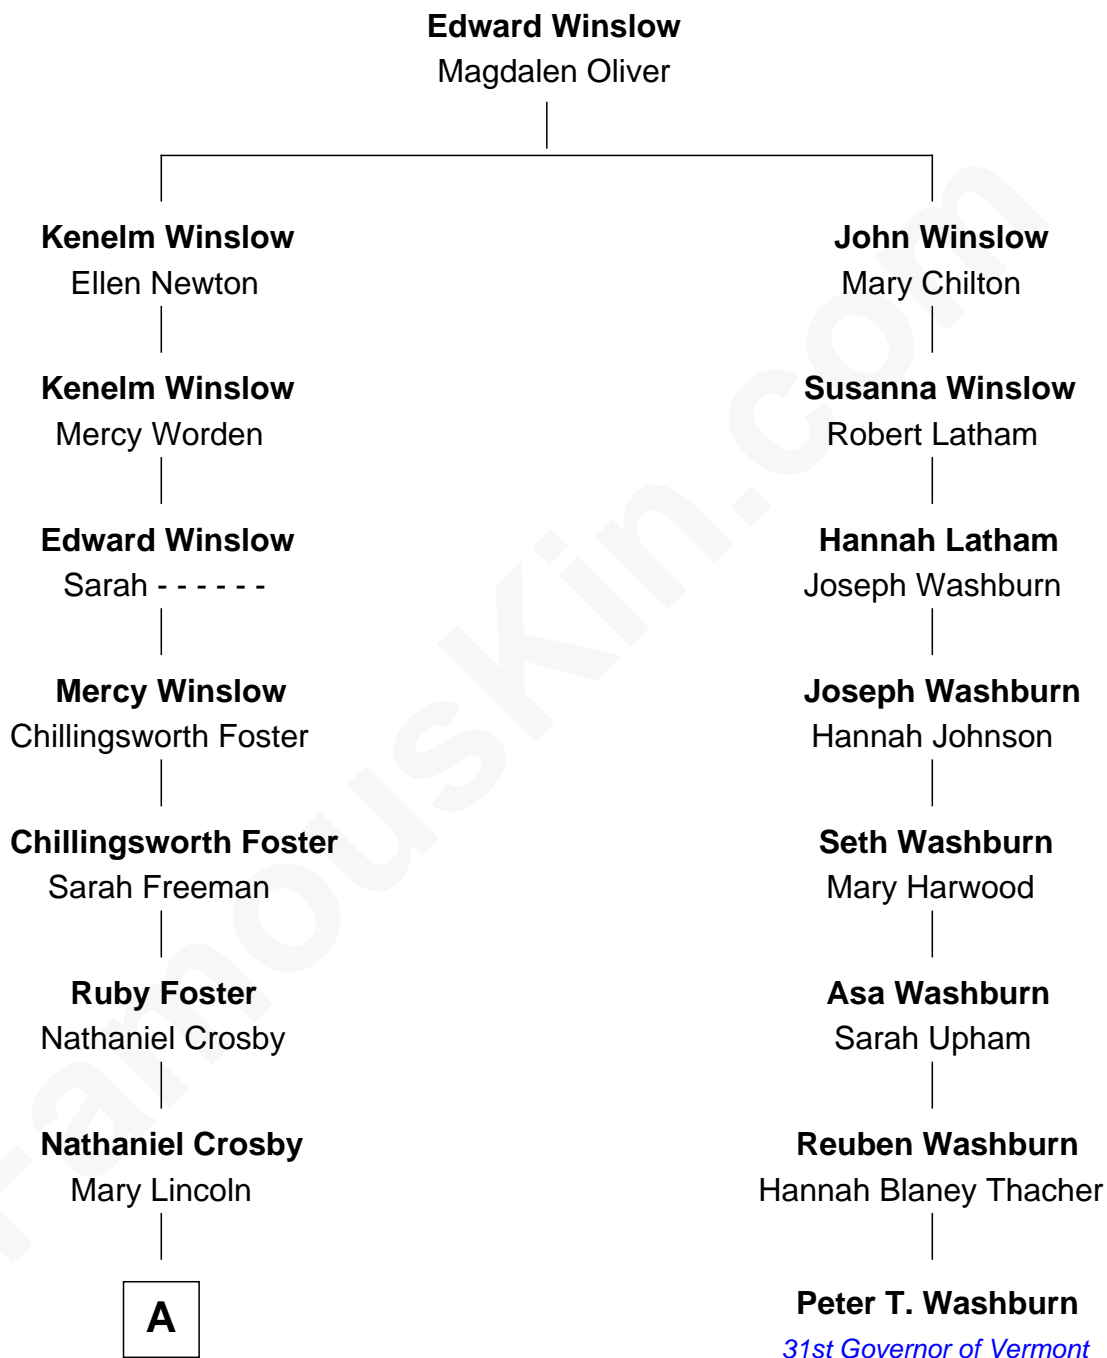 Edward Winslow
Magdalen Oliver
Kenelm Winslow
Ellen Newton
Kenelm Winslow
Mercy Worden
Edward Winslow
Sarah - - - - - -
Mercy Winslow
Chillingsworth Foster
Chillingsworth Foster
Sarah Freeman
Ruby Foster
Nathaniel Crosby
Nathaniel Crosby
Mary Lincoln
A
John Winslow
Mary Chilton
Susanna Winslow
Robert Latham
Hannah Latham
Joseph Washburn
Joseph Washburn
Hannah Johnson
Seth Washburn
Mary Harwood
Asa Washburn
Sarah Upham
Reuben Washburn
Hannah Blaney Thacher
Peter T. Washburn
31st Governor of Vermont
FamousKin.com